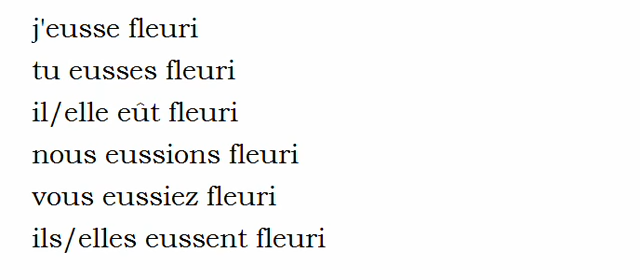 j'eusse fleuri
tu eusses fleuri
il/elle eût fleuri
nous eussions fleuri
vous eussiez fleuri
ils/elles eussent fleuri